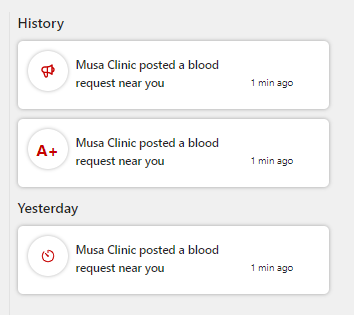 History
Musa Clinic posted a blood
request near you
1 min ago
A+
Musa Clinic posted a blood
request near you
1 min ago
Yesterday
Musa Clinic posted a blood
request near you
1 min ago